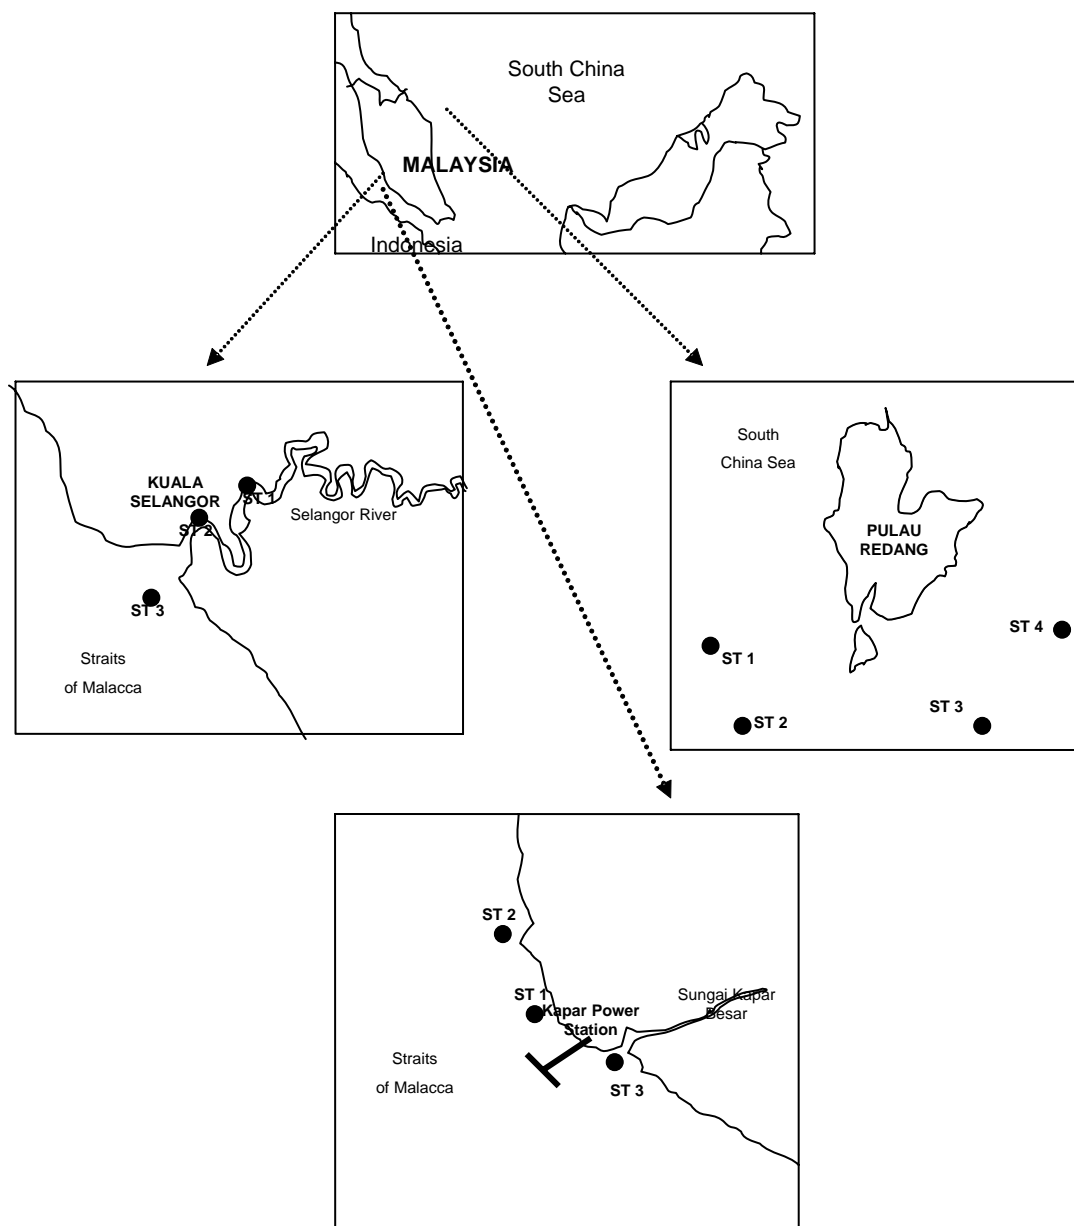 South China
Sea
MALAYSIA
Indonesia
KUALA
SELANGOR
ST 1
ST 2
Selangor River
ST 3
Straits
of Malacca
South
China Sea
PULAU
REDANG
ST 4
ST 1
ST 3
ST 2
ST 2
ST 1
Kapar Power
Station
Sungai Kapar
Besar
Straits
of Malacca
ST 3